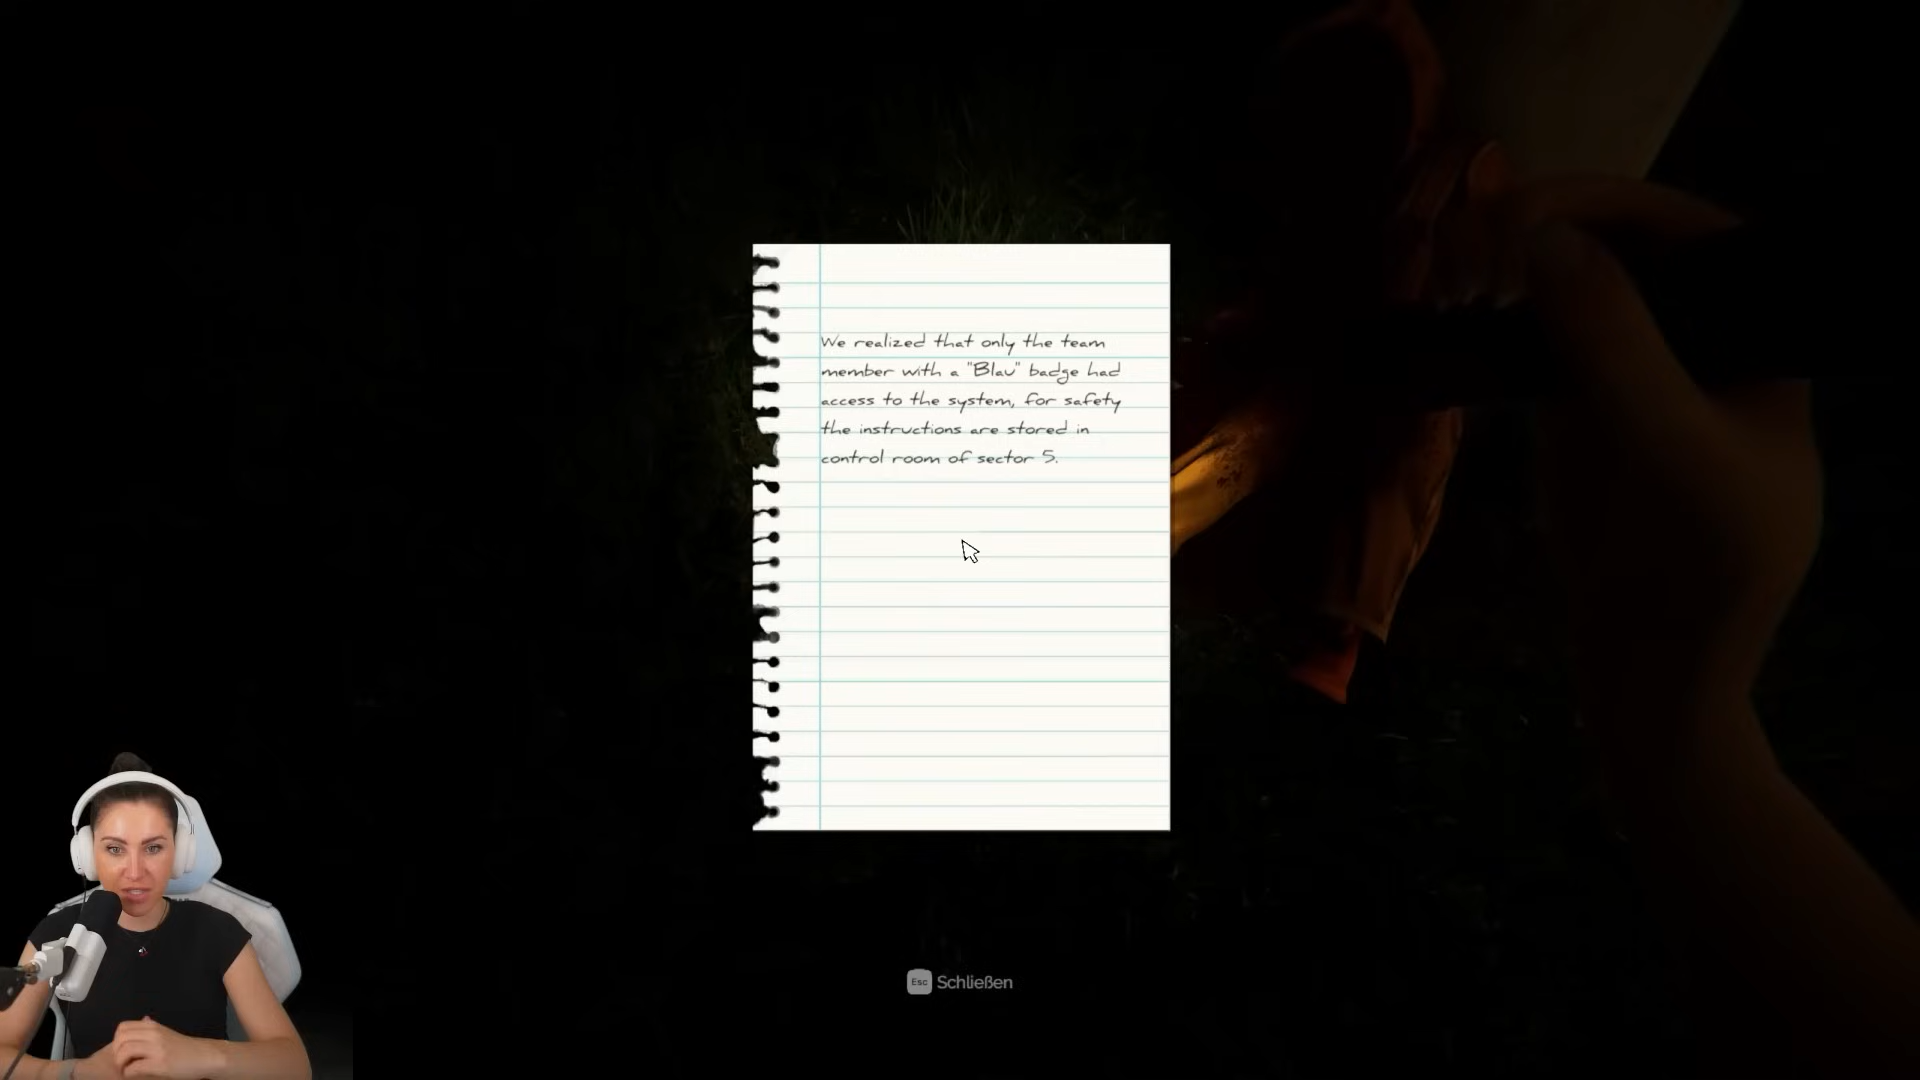 We realized that only the team
member with a "Blau" badge had
access to the system, for safety
the instructions are stored in
control room of sector 5.
Esc Schließen